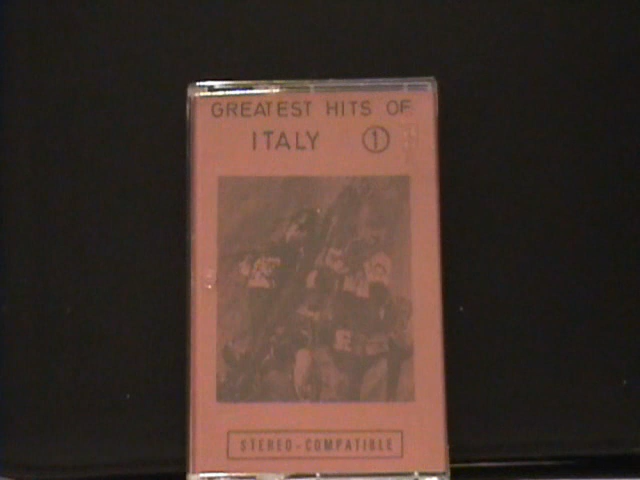 GREATEST HITS OF
ITALY ①
STEREO-COMPATIBLE